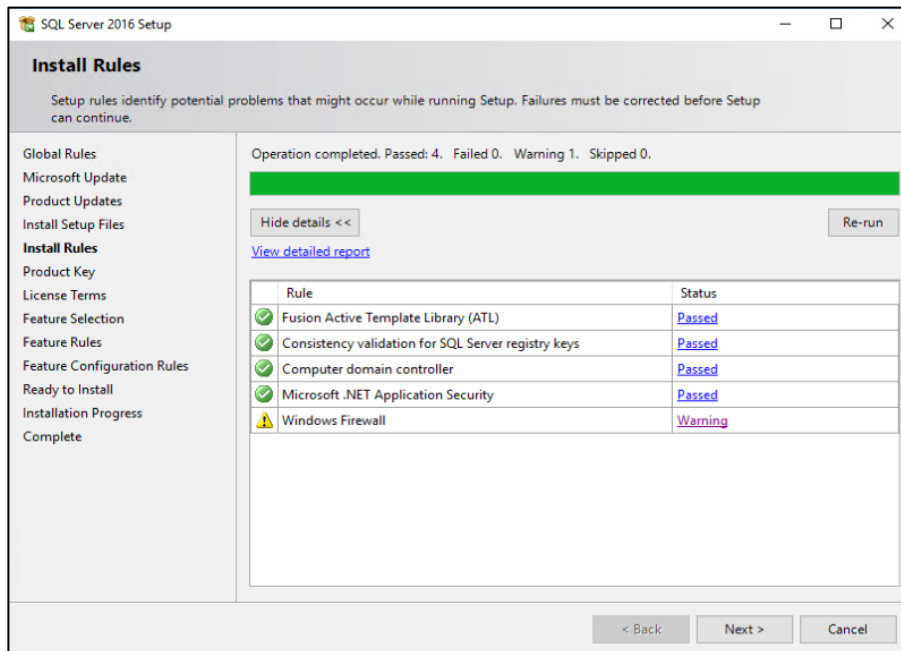 SQL Server 2016 Setup
Install Rules
Setup rules identify potential problems that might occur while running Setup. Failures must be corrected before Setup
can continue.
Global Rules
Microsoft Update
Product Updates
Install Setup Files
Install Rules
Product Key
License Terms
Feature Selection
Feature Rules
Feature Configuration Rules
Ready to Install
Installation Progress
Complete
Operation completed. Passed: 4.   Failed 0.   Warning 1.   Skipped 0.
Hide details <<
Re-run
View detailed report
Rule Status
Fusion Active Template Library (ATL) Passed
Consistency validation for SQL Server registry keys Passed
Computer domain controller Passed
Microsoft .NET Application Security Passed
Windows Firewall Warning
< Back Next > Cancel